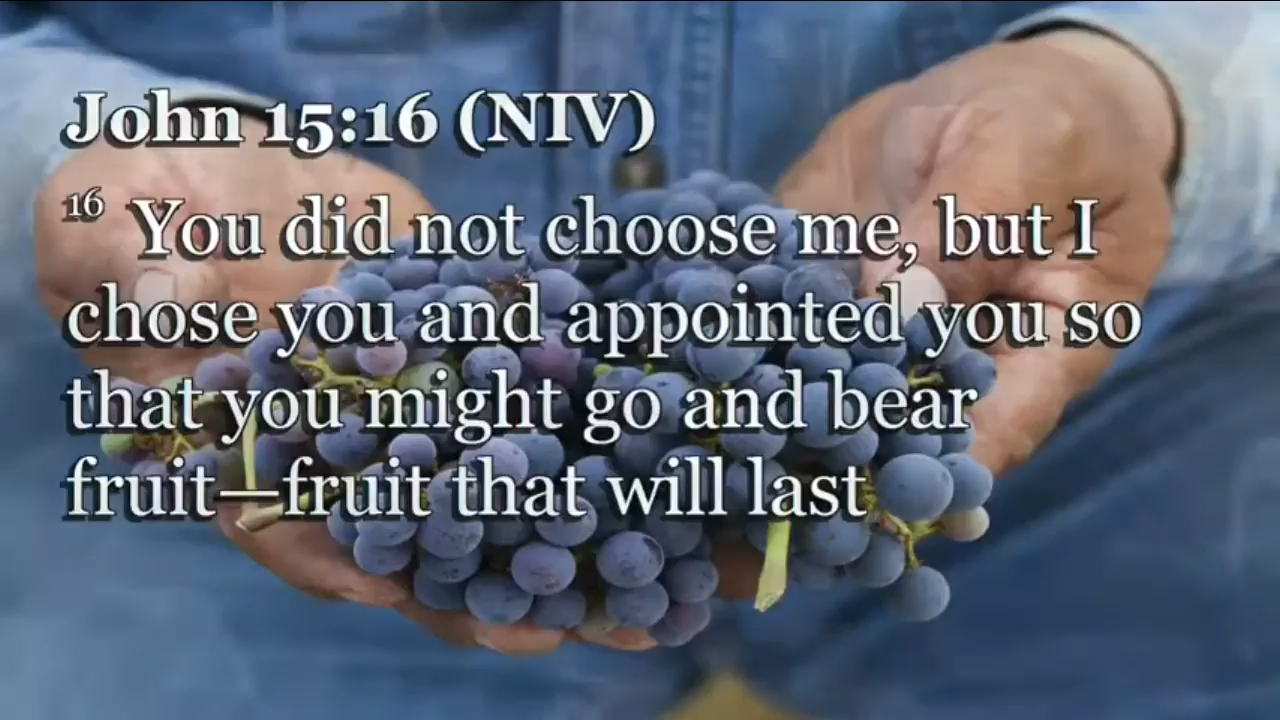 John 15:16 (NIV)
16 You did not choose me, but I
chose you and appointed you so
that you might go and bear
fruit—fruit that will last